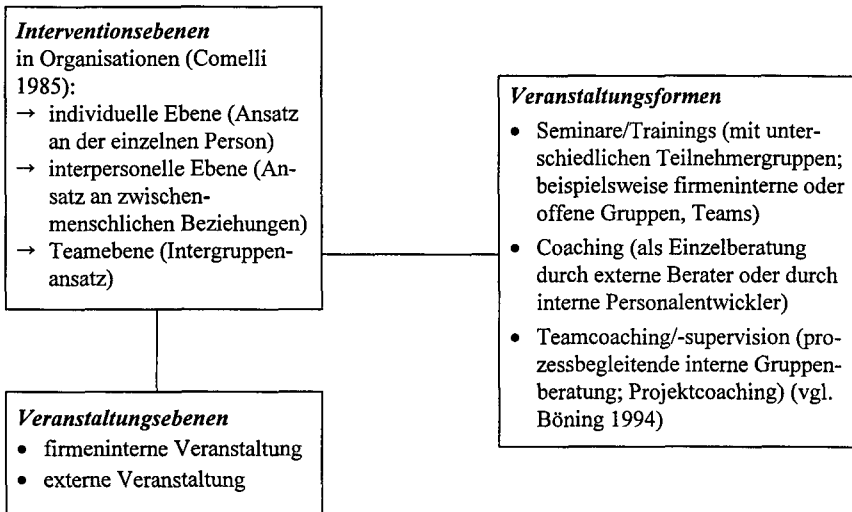 Interventionsebenen
in Organisationen (Comelli
1985):
→ individuelle Ebene (Ansatz
an der einzelnen Person)
→ interpersonelle Ebene (An-
satz an zwischen-
menschlichen Beziehungen)
→ Teamebene (Intergruppen-
ansatz)
Veranstaltungsformen
• Seminare/Trainings (mit unter-
schiedlichen Teilnehmergruppen;
beispielsweise firmeninterne oder
offene Gruppen, Teams)
• Coaching (als Einzelberatung
durch externe Berater oder durch
interne Personalentwickler)
• Teamcoaching/-supervision (pro-
zessbegleitende interne Gruppen-
beratung; Projektcoaching) (vgl.
Böning 1994)
Veranstaltungsebenen
• firmeninterne Veranstaltung
• externe Veranstaltung